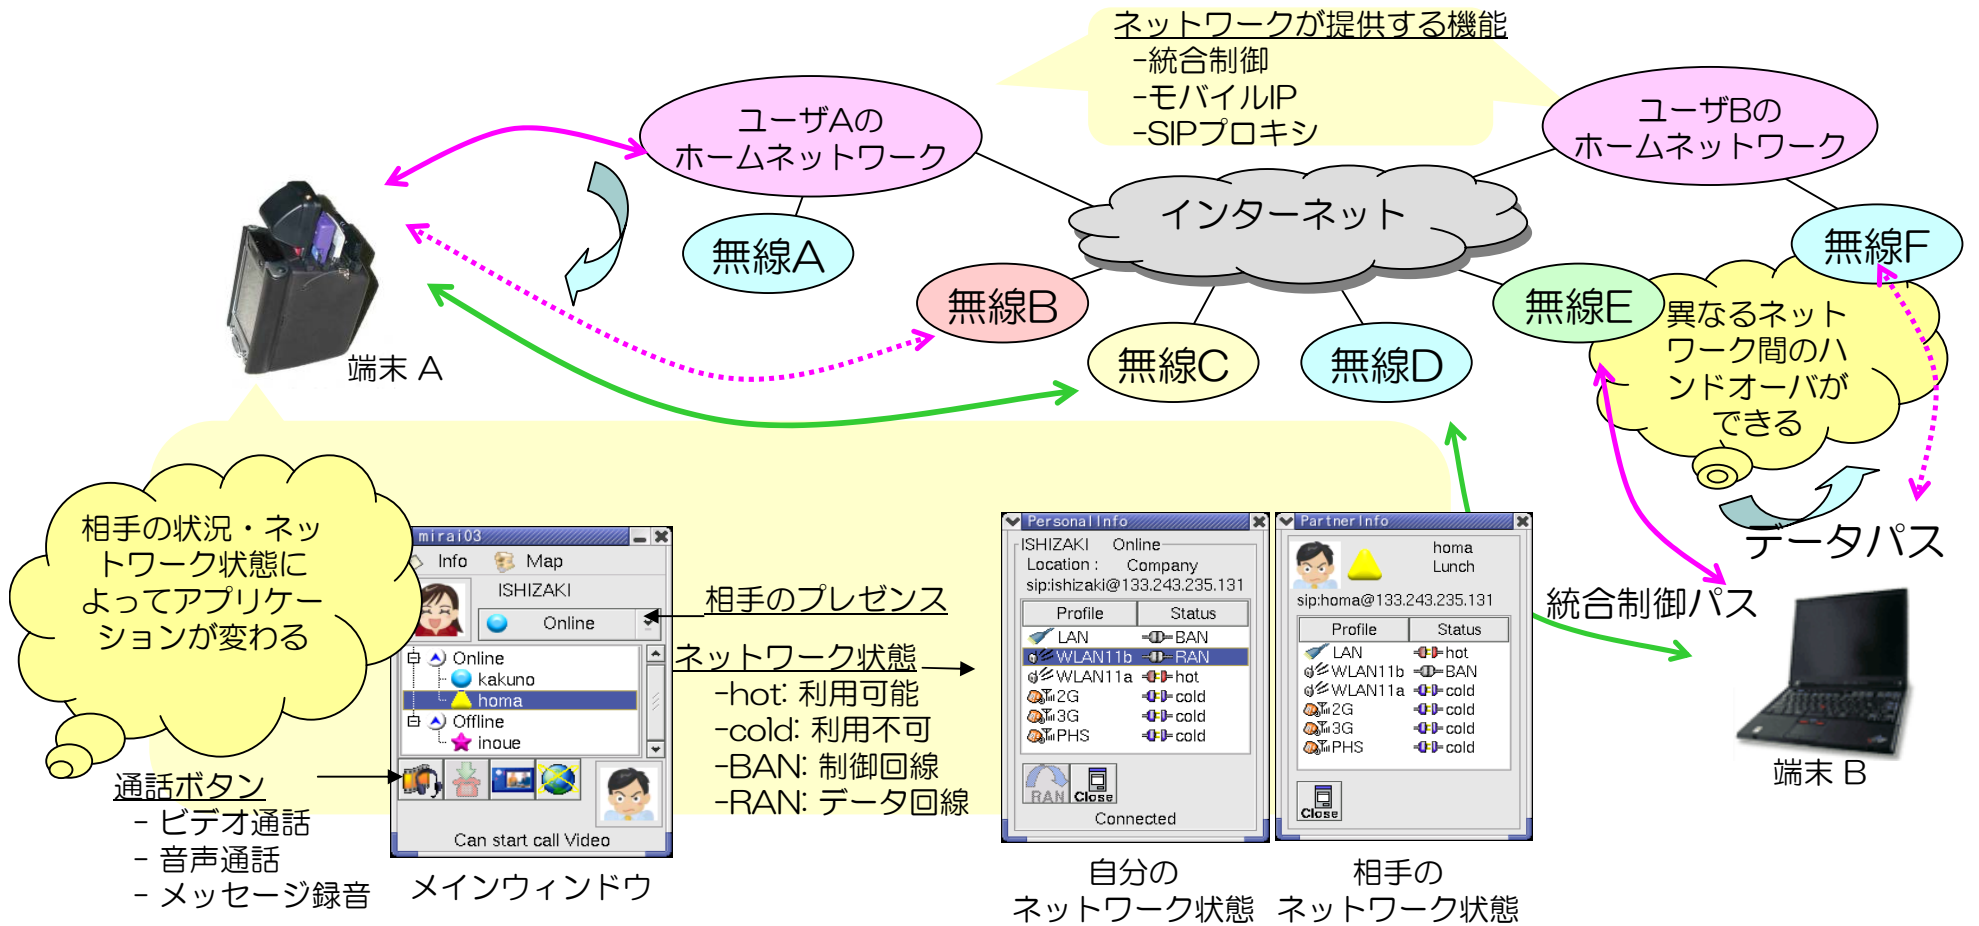 ネットワークが提供する機能
-統合制御
-モバイルIP
-SIPプロキシ
ユーザAの
ホームネットワーク
ユーザBの
ホームネットワーク
インターネット
無線A
無線B
無線C
無線D
無線E
無線F
端末 A
異なるネット
ワーク間のハ
ンドオーバが
できる
データパス
統合制御パス
端末 B
相手の状況・ネッ
トワーク状態に
よってアプリケー
ションが変わる
mirai03
Info Map
ISHIZAKI
Online
Online
kakuno
homa
Offline
inoue
Can start call Video
メインウィンドウ
通話ボタン
- ビデオ通話
- 音声通話
- メッセージ録音
相手のプレゼンス
ネットワーク状態
-hot: 利用可能
-cold: 利用不可
-BAN: 制御回線
-RAN: データ回線
PersonalInfo
ISHIZAKI Online
Location : Company
sip:ishizaki@133.243.235.131
Profile Status
LAN BAN
WLAN11b RAN
WLAN11a hot
2G cold
3G cold
PHS cold
RAN Close
Connected
自分の
ネットワーク状態
PartnerInfo
homa
Lunch
sip:homa@133.243.235.131
Profile Status
LAN hot
WLAN11b BAN
WLAN11a cold
2G cold
3G cold
PHS cold
Close
相手の
ネットワーク状態